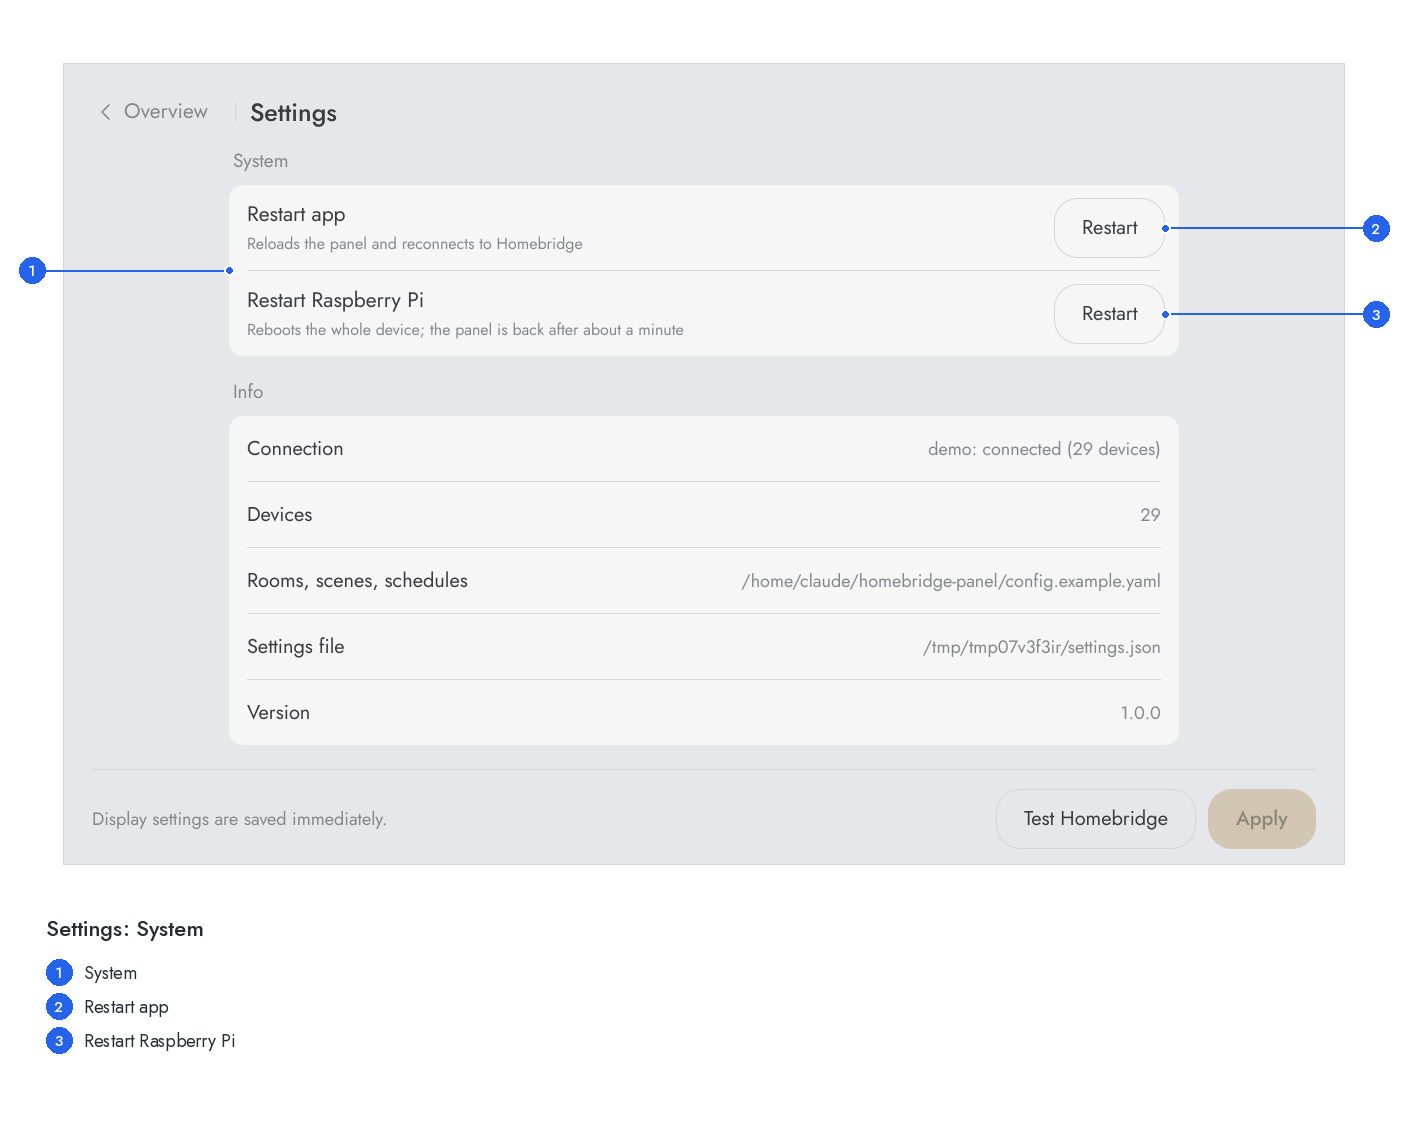 Overview
Settings
System
Restart app
Restart
2
Reloads the panel and reconnects to Homebridge
1
Restart Raspberry Pi
Restart
3
Reboots the whole device; the panel is back after about a minute
Info
Connection
demo: connected (29 devices)
Devices
29
Rooms, scenes, schedules
/home/claude/homebridge-panel/config.example.yaml
Settings file
/tmp/tmp07v3f3ir/settings.json
Version
1.0.0
Display settings are saved immediately.
Test Homebridge
Apply
Settings: System
1 System
2 Restart app
3 Restart Raspberry Pi